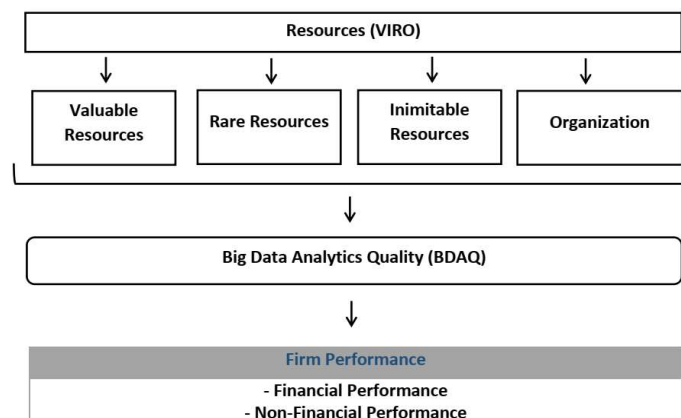 Resources (VIRO)
Valuable
Resources
Rare Resources
Inimitable
Resources
Organization
Big Data Analytics Quality (BDAQ)
Firm Performance
- Financial Performance
- Non-Financial Performance